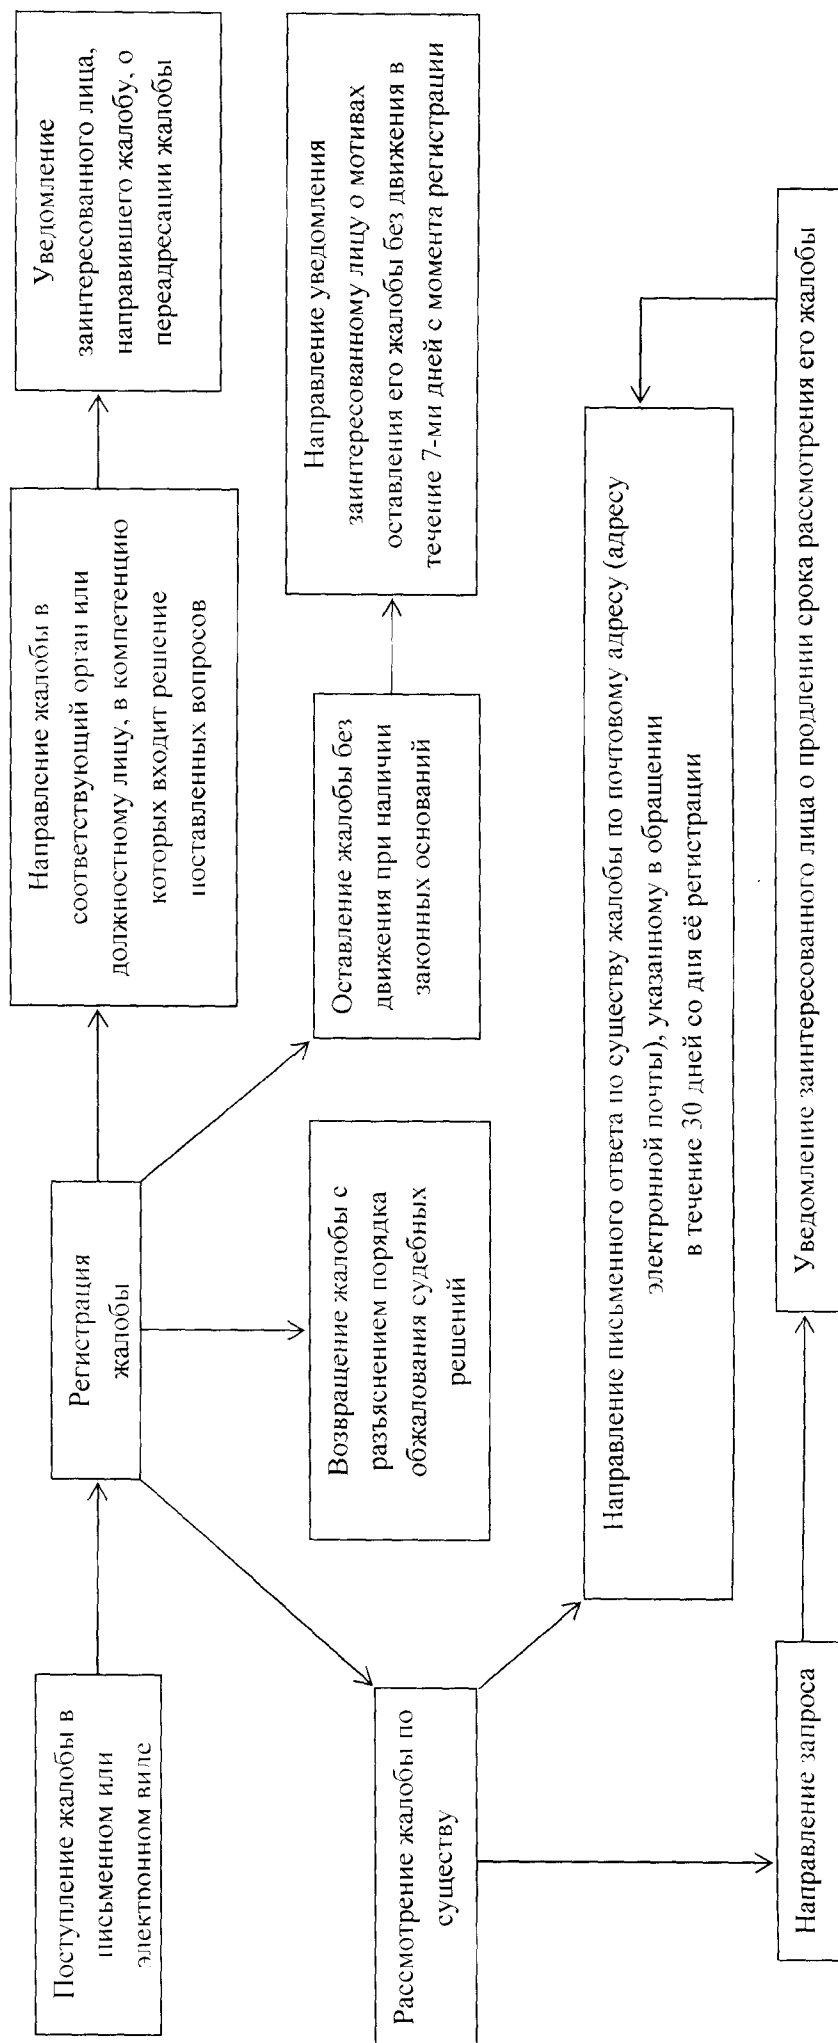 Поступление жалобы в
письменном или
электронном виде
Регистрация
жалобы
Направление жалобы в
соответствующий орган или
должностному лицу, в компетенцию
которых входит решение
поставленных вопросов
Уведомление
заинтересованного лица,
направившего жалобу, о
переадресации жалобы
Возвращение жалобы с
разъяснением порядка
обжалования судебных
решений
Оставление жалобы без
движения при наличии
законных оснований
Направление уведомления
заинтересованному лицу о мотивах
оставления его жалобы без движения в
течение 7-ми дней с момента регистрации
Рассмотрение жалобы по
существу
Направление письменного ответа по существу жалобы по почтовому адресу (адресу
электронной почты), указанному в обращении
в течение 30 дней со дня её регистрации
Направление запроса
Уведомление заинтересованного лица о продлении срока рассмотрения его жалобы